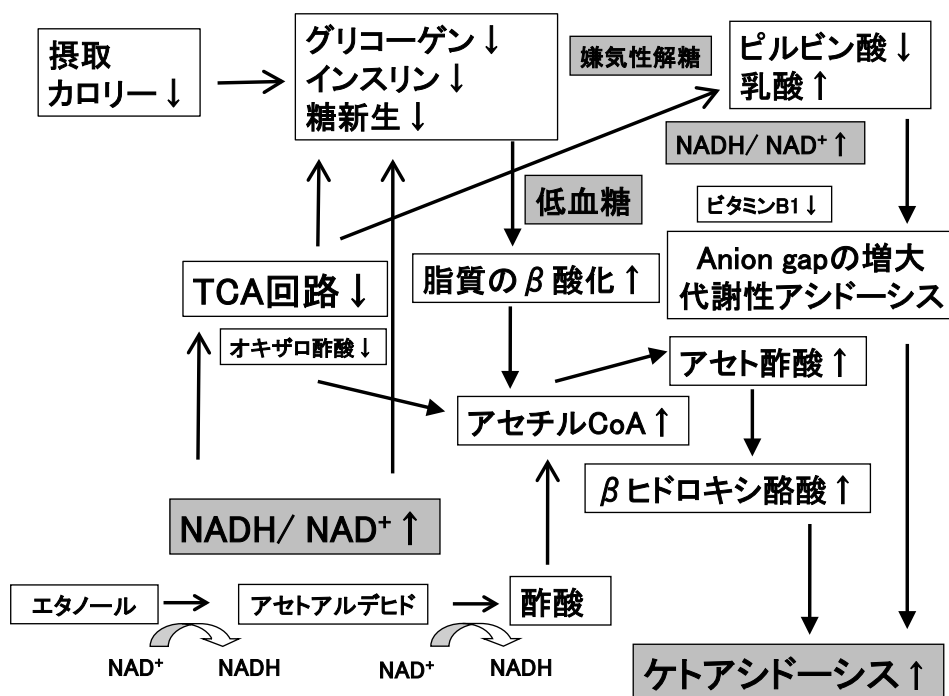 摂取
カロリー↓
グリコーゲン↓
インスリン↓
糖新生↓
嫌気性解糖
ピルビン酸↓
乳酸↑
NADH/ NAD⁺↑
低血糖
ビタミンB1↓
TCA回路↓
脂質のβ酸化↑
Anion gapの増大
代謝性アシドーシス
オキザロ酢酸↓
アセト酢酸↑
アセチルCoA↑
βヒドロキシ酪酸↑
NADH/ NAD⁺↑
エタノール
アセトアルデヒド
酢酸
NAD⁺
NADH
NAD⁺
NADH
ケトアシドーシス↑